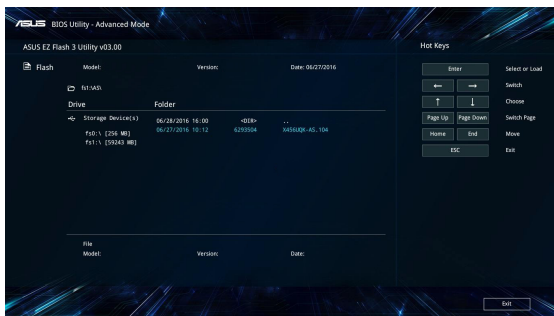 ASUS BIOS Utility - Advanced Mode
ASUS EZ Flash 3 Utility v03.00
Hot Keys
Flash Model: Version: Date: 06/27/2016
fs1:\A5\
Drive Folder
Storage Device(s) 06/28/2016 16:00 <DIR> ..
06/27/2016 10:12 6293504 X456UQK-AS.104
fs0:\ [256 MB]
fs1:\ [59243 MB]
File
Model: Version: Date:
Enter Select or Load
← → Switch
↑ ↓ Choose
Page Up Page Down Switch Page
Home End Move
ESC Exit
Exit